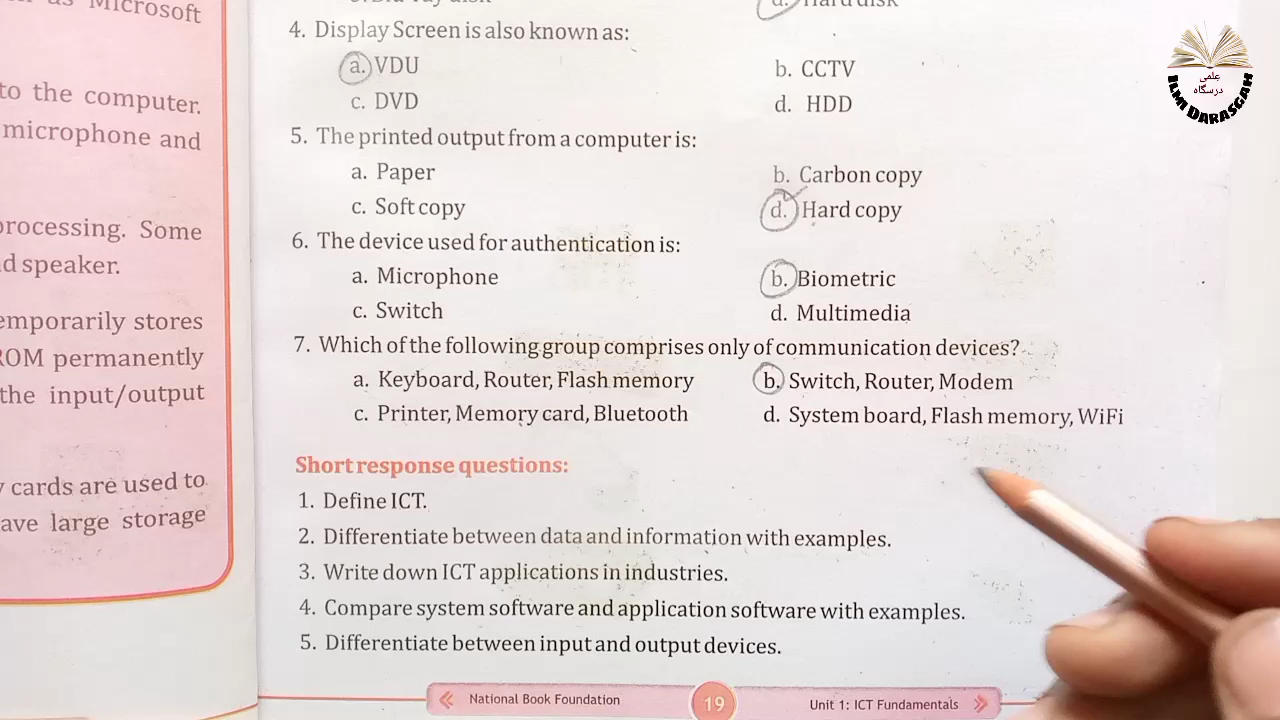 Microsoft
to the computer.
microphone and
processing. Some
d speaker.
emporarily stores
ROM permanently
the input/output
cards are used to
ave large storage
d. Hard disk
4. Display Screen is also known as:
a. VDU
b. CCTV
c. DVD
d. HDD
5. The printed output from a computer is:
a. Paper
b. Carbon copy
c. Soft copy
d. Hard copy
6. The device used for authentication is:
a. Microphone
b. Biometric
c. Switch
d. Multimedia
7. Which of the following group comprises only of communication devices?
a. Keyboard, Router, Flash memory
b. Switch, Router, Modem
c. Printer, Memory card, Bluetooth
d. System board, Flash memory, WiFi
Short response questions:
1. Define ICT.
2. Differentiate between data and information with examples.
3. Write down ICT applications in industries.
4. Compare system software and application software with examples.
5. Differentiate between input and output devices.
National Book Foundation
19
Unit 1: ICT Fundamentals
علمی
درسگاہ
ILMI DARASGAH